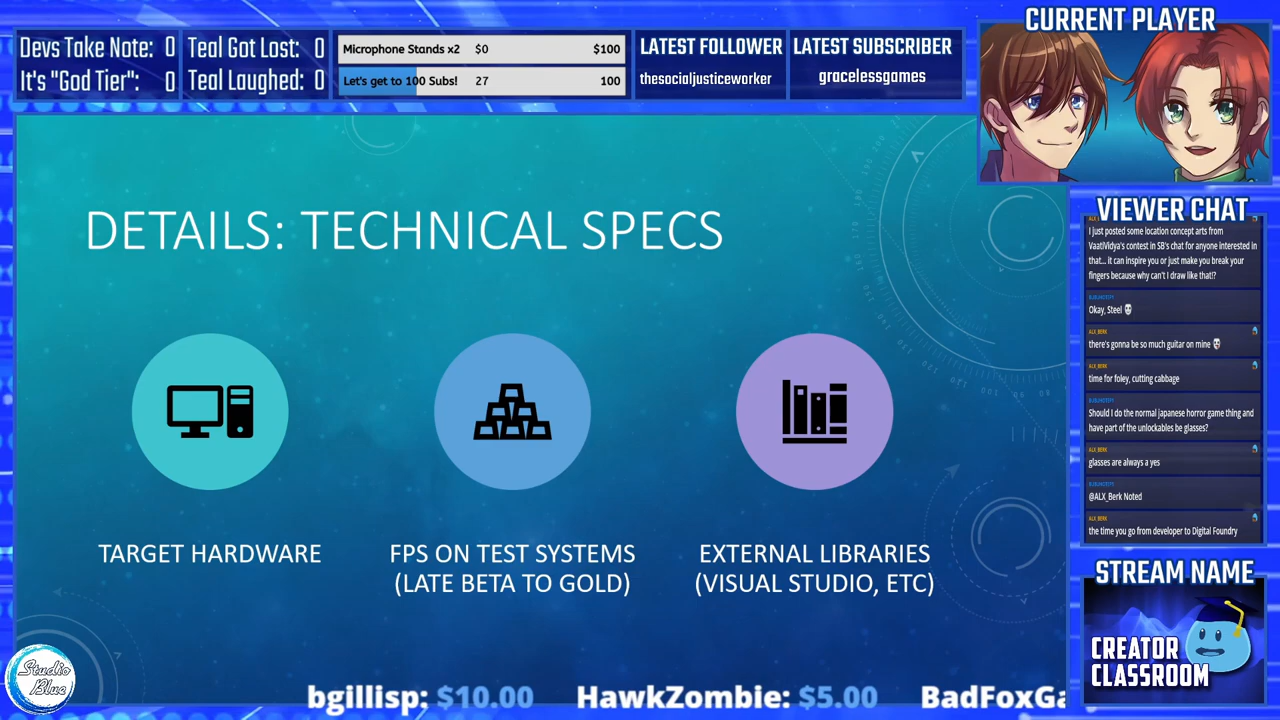 Devs Take Note: 0
It's "God Tier": 0
Teal Got Lost: 0
Teal Laughed: 0
Microphone Stands x2 $0 $100
Let's get to 100 Subs! 27 100
LATEST FOLLOWER
thesocialjusticeworker
LATEST SUBSCRIBER
gracelessgames
CURRENT PLAYER
DETAILS: TECHNICAL SPECS
TARGET HARDWARE
FPS ON TEST SYSTEMS
(LATE BETA TO GOLD)
EXTERNAL LIBRARIES
(VISUAL STUDIO, ETC)
VIEWER CHAT
I just posted some location concept arts from
VaatiVidya's contest in SB's chat for anyone interested in
that... it can inspire you or just make you break your
fingers because why can't I draw like that!?
Okay, Steel
ALX_BERK
there's gonna be so much guitar on mine
ALX_BERK
time for foley, cutting cabbage
Should I do the normal japanese horror game thing and
have part of the unlockables be glasses?
ALX_BERK
glasses are always a yes
@ALX_Berk Noted
ALX_BERK
the time you go from developer to Digital Foundry
STREAM NAME
CREATOR
CLASSROOM
Studio
Blue
bgillisp: $10.00 HawkZombie: $5.00 BadFoxGa